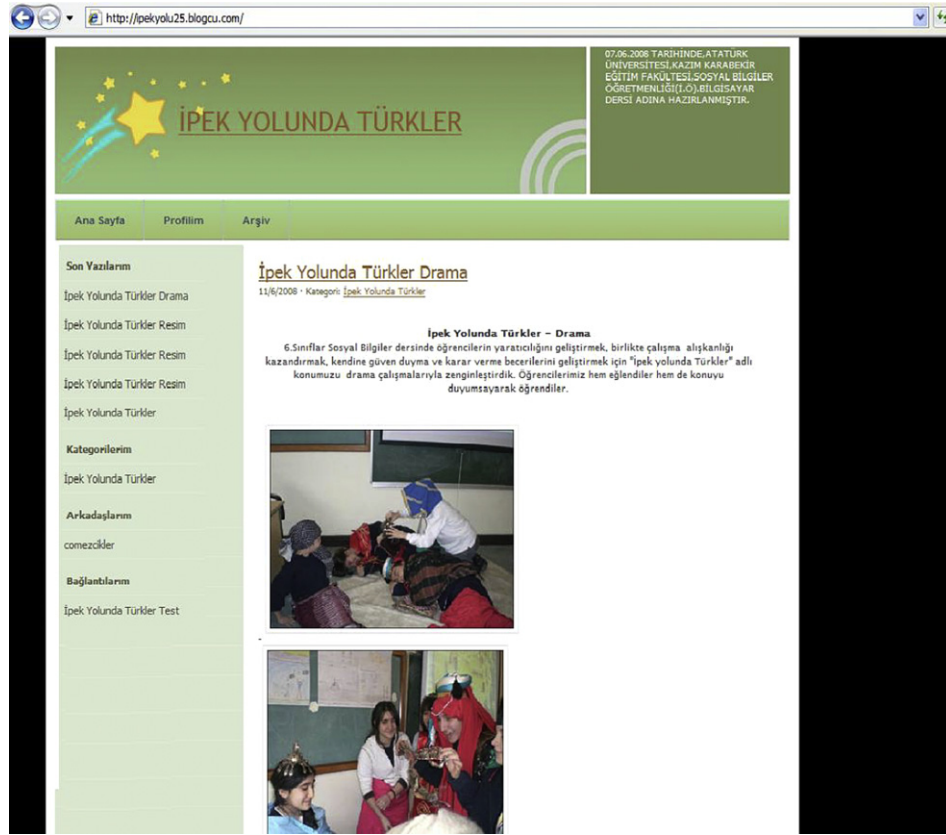 http://ipekyolu25.blogcu.com/
İPEK YOLUNDA TÜRKLER
07.06.2008 TARİHİNDE,ATATÜRK
ÜNİVERSİTESİ,KAZIM KARABEKİR
EĞİTİM FAKÜLTESİ,SOSYAL BİLGİLER
ÖĞRETMENLİĞİ(İ.Ö).BİLGİSAYAR
DERSİ ADINA HAZIRLANMIŞTIR.
Ana Sayfa Profilim Arşiv
Son Yazılarım
İpek Yolunda Türkler Drama
İpek Yolunda Türkler Resim
İpek Yolunda Türkler Resim
İpek Yolunda Türkler Resim
İpek Yolunda Türkler
Kategorilerim
İpek Yolunda Türkler
Arkadaşlarım
comezcikler
Bağlantılarım
İpek Yolunda Türkler Test
İpek Yolunda Türkler Drama
11/6/2008 · Kategori: İpek Yolunda Türkler
İpek Yolunda Türkler – Drama
6.Sınıflar Sosyal Bilgiler dersinde öğrencilerin yaratıcılığını geliştirmek, birlikte çalışma alışkanlığı
kazandırmak, kendine güven duyma ve karar verme becerilerini geliştirmek için "İpek yolunda Türkler" adlı
konumuzu drama çalışmalarıyla zenginleştirdik. Öğrencilerimiz hem eğlendiler hem de konuyu
duyumsayarak öğrendiler.